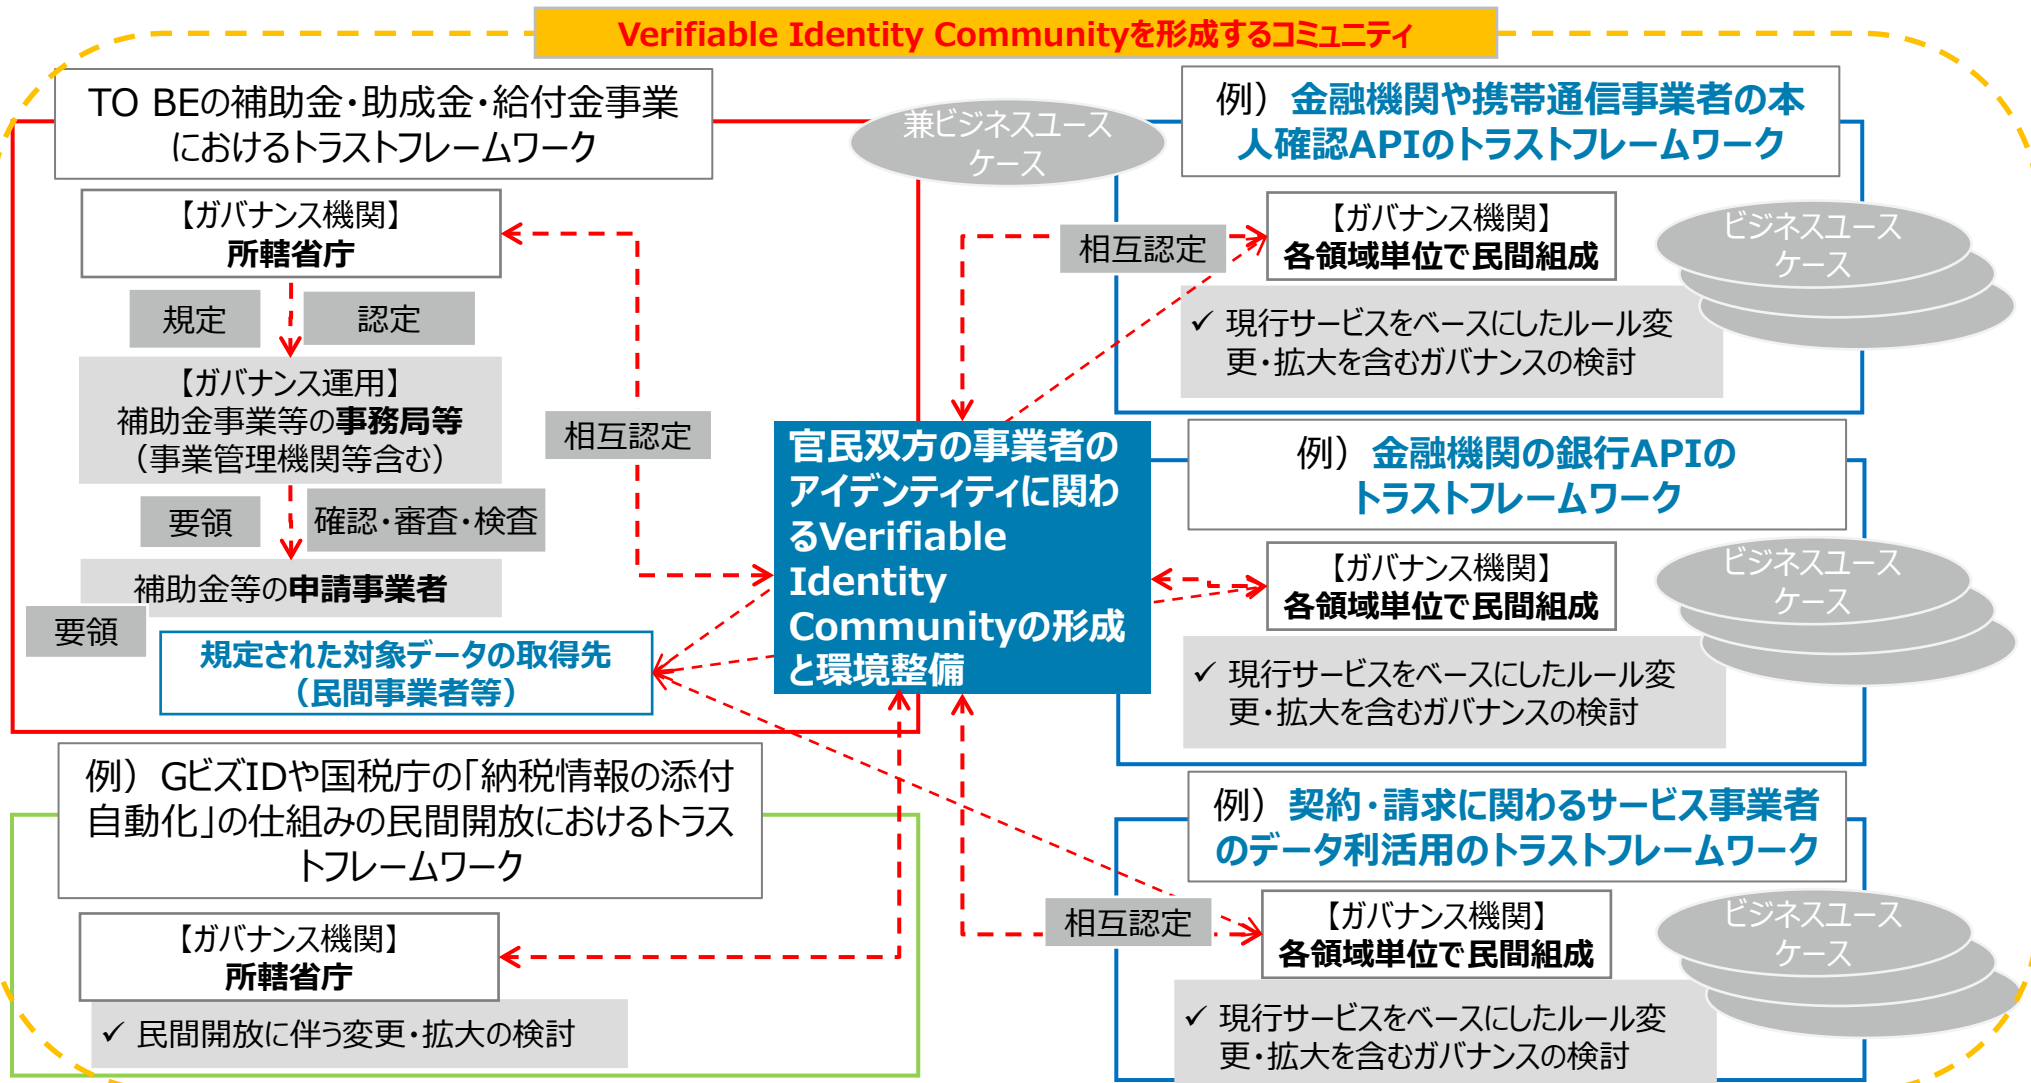 Verifiable Identity Communityを形成するコミュニティ
TO BEの補助金・助成金・給付金事業
におけるトラストフレームワーク
【ガバナンス機関】
所轄省庁
規定
認定
【ガバナンス運用】
補助金事業等の事務局等
（事業管理機関等含む）
要領
確認・審査・検査
補助金等の申請事業者
要領
規定された対象データの取得先
（民間事業者等）
相互認定
兼ビジネスユース
ケース
官民双方の事業者の
アイデンティティに関わ
るVerifiable
Identity
Communityの形成
と環境整備
例）Gビズ IDや国税庁の「納税情報の添付
自動化」の仕組みの民間開放におけるトラス
トフレームワーク
【ガバナンス機関】
所轄省庁
✓ 民間開放に伴う変更・拡大の検討
例）金融機関や携帯通信事業者の本
人確認APIのトラストフレームワーク
相互認定
【ガバナンス機関】
各領域単位で民間組成
✓ 現行サービスをベースにしたルール変
更・拡大を含むガバナンスの検討
ビジネスユース
ケース
例）金融機関の銀行APIの
トラストフレームワーク
【ガバナンス機関】
各領域単位で民間組成
✓ 現行サービスをベースにしたルール変
更・拡大を含むガバナンスの検討
ビジネスユース
ケース
例）契約・請求に関わるサービス事業者
のデータ利活用のトラストフレームワーク
相互認定
【ガバナンス機関】
各領域単位で民間組成
✓ 現行サービスをベースにしたルール変
更・拡大を含むガバナンスの検討
ビジネスユース
ケース